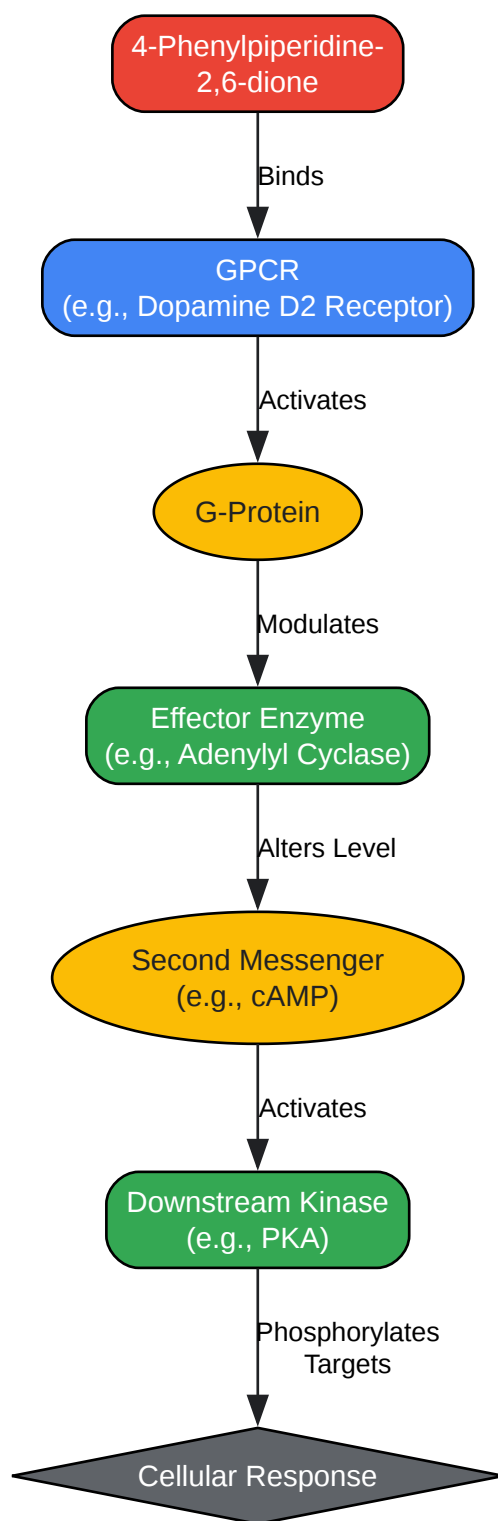 4-Phenylpiperidine-
2,6-dione
Binds
GPCR
(e.g., Dopamine D2 Receptor)
Activates
G-Protein
Modulates
Effector Enzyme
(e.g., Adenylyl Cyclase)
Alters Level
Second Messenger
(e.g., cAMP)
Activates
Downstream Kinase
(e.g., PKA)
Phosphorylates
Targets
Cellular Response